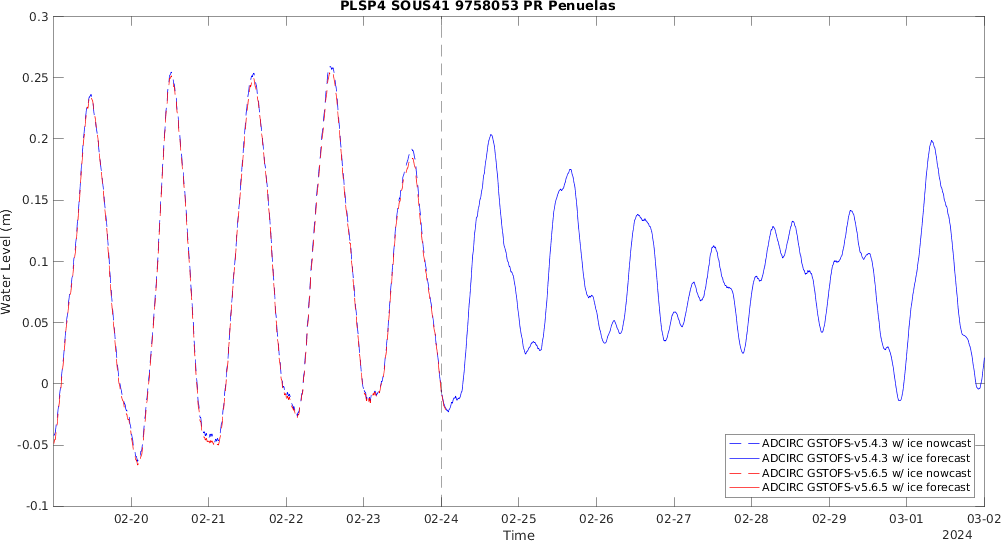 PLSP4 SOUS41 9758053 PR Penuelas
0.3
0.25
0.2
0.15
0.1
0.05
0
-0.05
-0.1
Water Level (m)
02-20 02-21 02-22 02-23 02-24 02-25 02-26 02-27 02-28 02-29 03-01 03-02
Time
2024
ADCIRC GSTOFS-v5.4.3 w/ ice nowcast
ADCIRC GSTOFS-v5.4.3 w/ ice forecast
ADCIRC GSTOFS-v5.6.5 w/ ice nowcast
ADCIRC GSTOFS-v5.6.5 w/ ice forecast